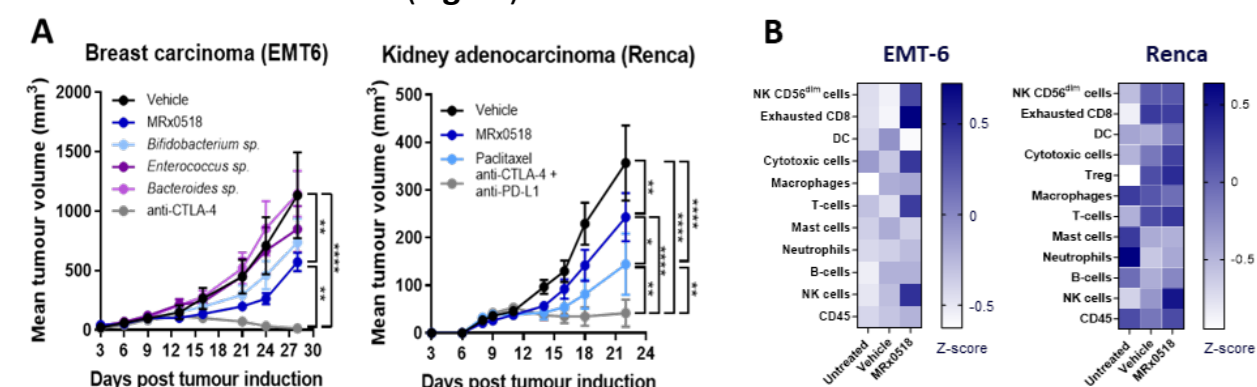 A
Breast carcinoma (EMT6)
Mean tumour volume (mm³)
2000
1500
1000
500
0
Vehicle
MRx0518
Bifidobacterium sp.
Enterococcus sp.
Bacteroides sp.
anti-CTLA-4
**
****
**
3 6 9 12 15 18 21 24 27 30
Days post tumour induction
Kidney adenocarcinoma (Renca)
Mean tumour volume (mm³)
500
400
300
200
100
0
Vehicle
MRx0518
Paclitaxel
anti-CTLA-4 +
anti-PD-L1
**
*
**
****
****
**
****
3 6 9 12 15 18 21 24
Days post tumour induction
B
EMT-6
NK CD56dim cells
Exhausted CD8
DC
Cytotoxic cells
Macrophages
T-cells
Mast cells
Neutrophils
B-cells
NK cells
CD45
Untreated
Vehicle
MRx0518
0.5
0
-0.5
Z-score
Renca
NK CD56dim cells
Exhausted CD8
DC
Cytotoxic cells
Treg
Macrophages
T-cells
Mast cells
Neutrophils
B-cells
NK cells
CD45
Untreated
Vehicle
MRx0518
0.5
0
-0.5
Z-score